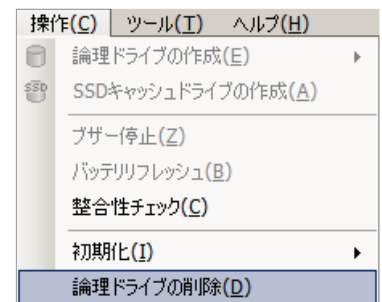 操作(C) ツール(T) ヘルプ(H)
論理ドライブの作成(E)
SSD SSDキャッシュドライブの作成(A)
ブザー停止(Z)
バッテリリフレッシュ(B)
整合性チェック(C)
初期化(I)
論理ドライブの削除(D)